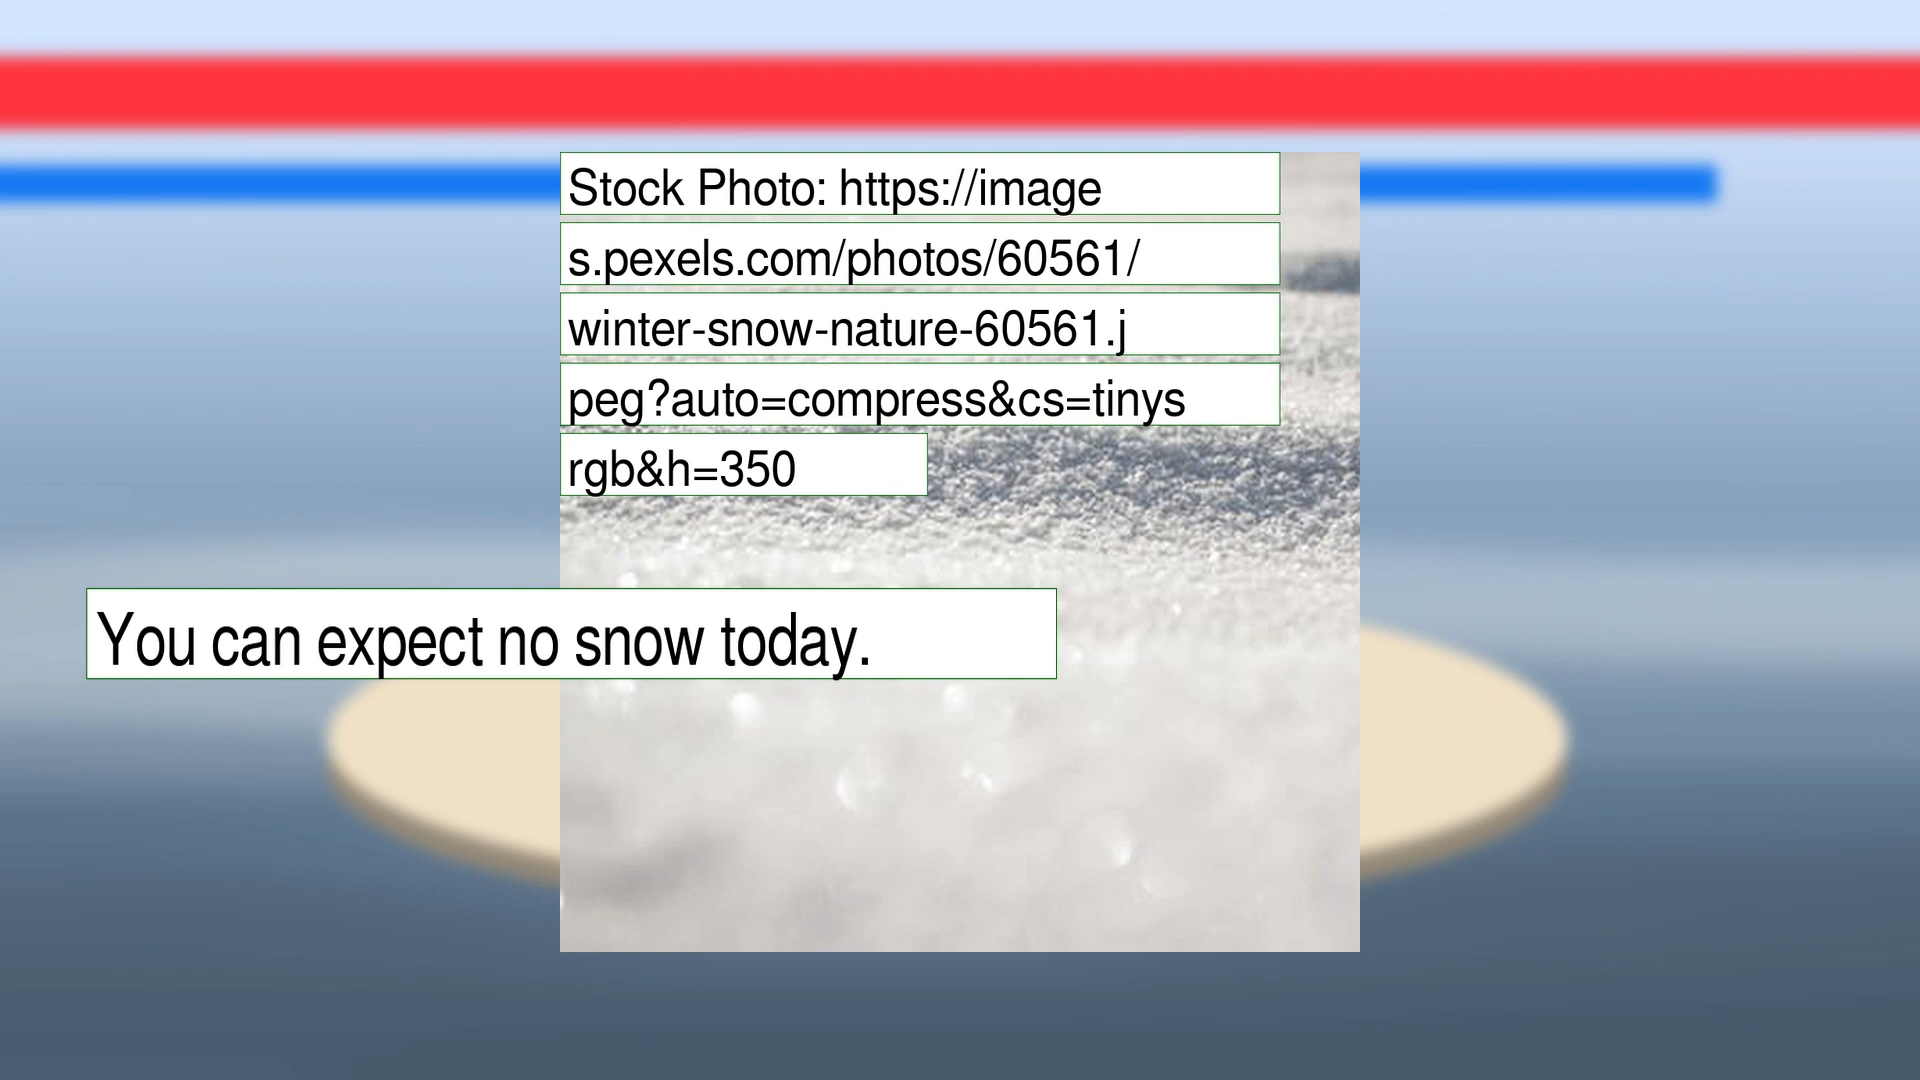 Stock Photo: https://image
s.pexels.com/photos/60561/
winter-snow-nature-60561.j
peg?auto=compress&cs=tinys
rgb&h=350
You can expect no snow today.